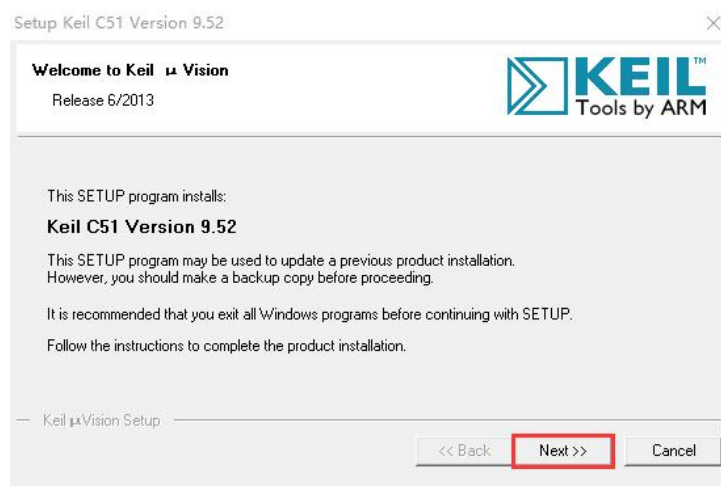 Setup Keil C51 Version 9.52
Welcome to Keil μ Vision
Release 6/2013
KEIL™
Tools by ARM
This SETUP program installs:
Keil C51 Version 9.52
This SETUP program may be used to update a previous product installation.
However, you should make a backup copy before proceeding.
It is recommended that you exit all Windows programs before continuing with SETUP.
Follow the instructions to complete the product installation.
Keil μVision Setup
<< Back
Next >>
Cancel